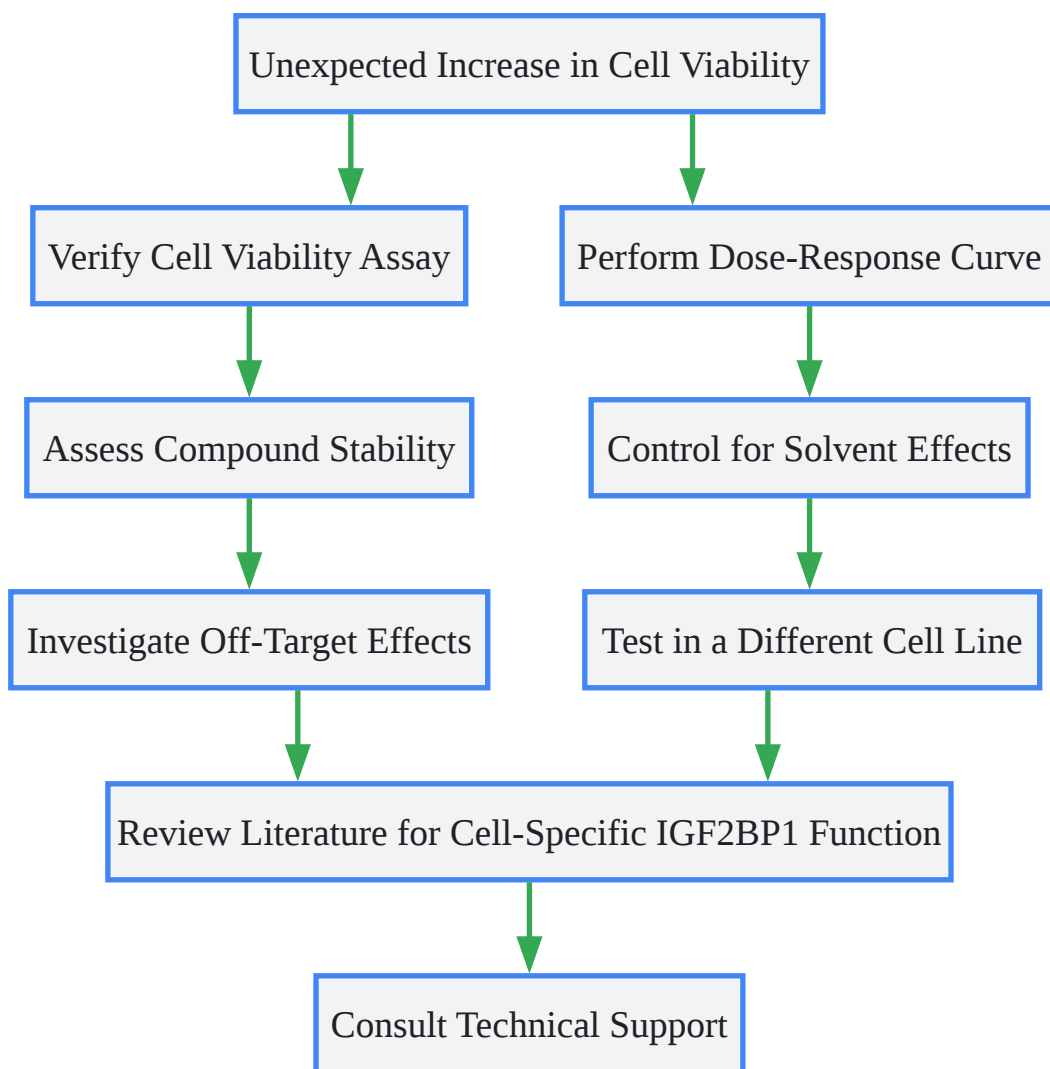 Unexpected Increase in Cell Viability
Verify Cell Viability Assay
Perform Dose-Response Curve
Assess Compound Stability
Control for Solvent Effects
Investigate Off-Target Effects
Test in a Different Cell Line
Review Literature for Cell-Specific IGF2BP1 Function
Consult Technical Support